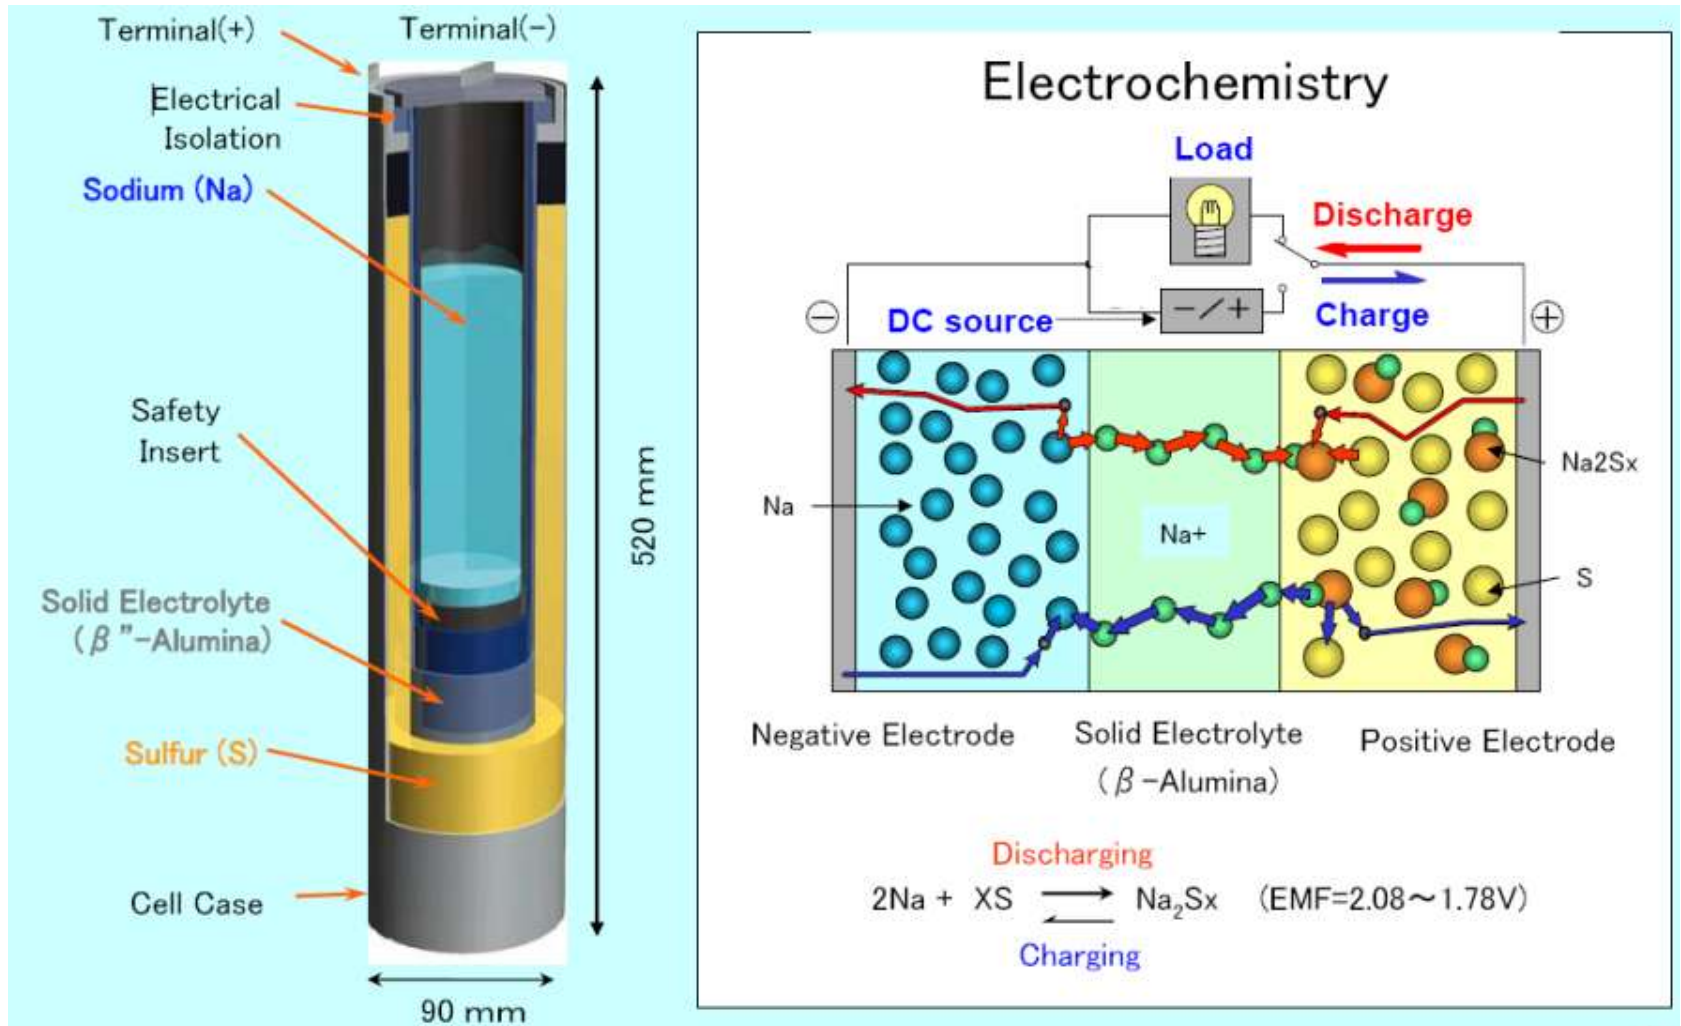 Terminal(+)
Terminal(-)
Electrical
Isolation
Sodium (Na)
Safety
Insert
Solid Electrolyte
(β"-Alumina)
Sulfur (S)
Cell Case
520 mm
90 mm
Electrochemistry
Load
Discharge
DC source
Charge
−
+
−/+
Na
Na+
Na2Sx
S
Negative Electrode
Solid Electrolyte
(β-Alumina)
Positive Electrode
Discharging
2Na + XS Na₂Sx (EMF=2.08～1.78V)
Charging